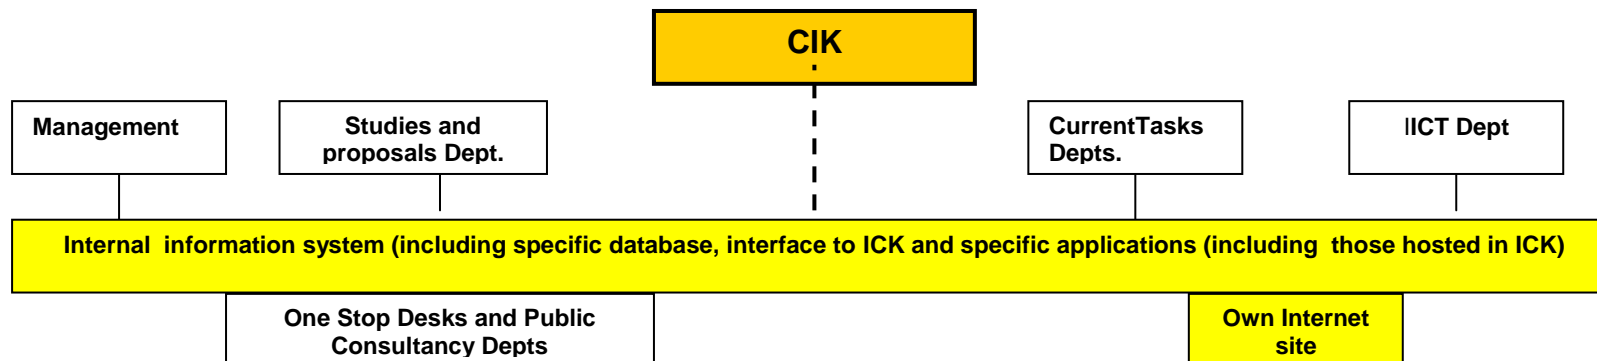 CIK
Management
Studies and
proposals Dept.
CurrentTasks
Depts.
IICT Dept
Internal information system (including specific database, interface to ICK and specific applications (including those hosted in ICK)
One Stop Desks and Public
Consultancy Depts
Own Internet
site